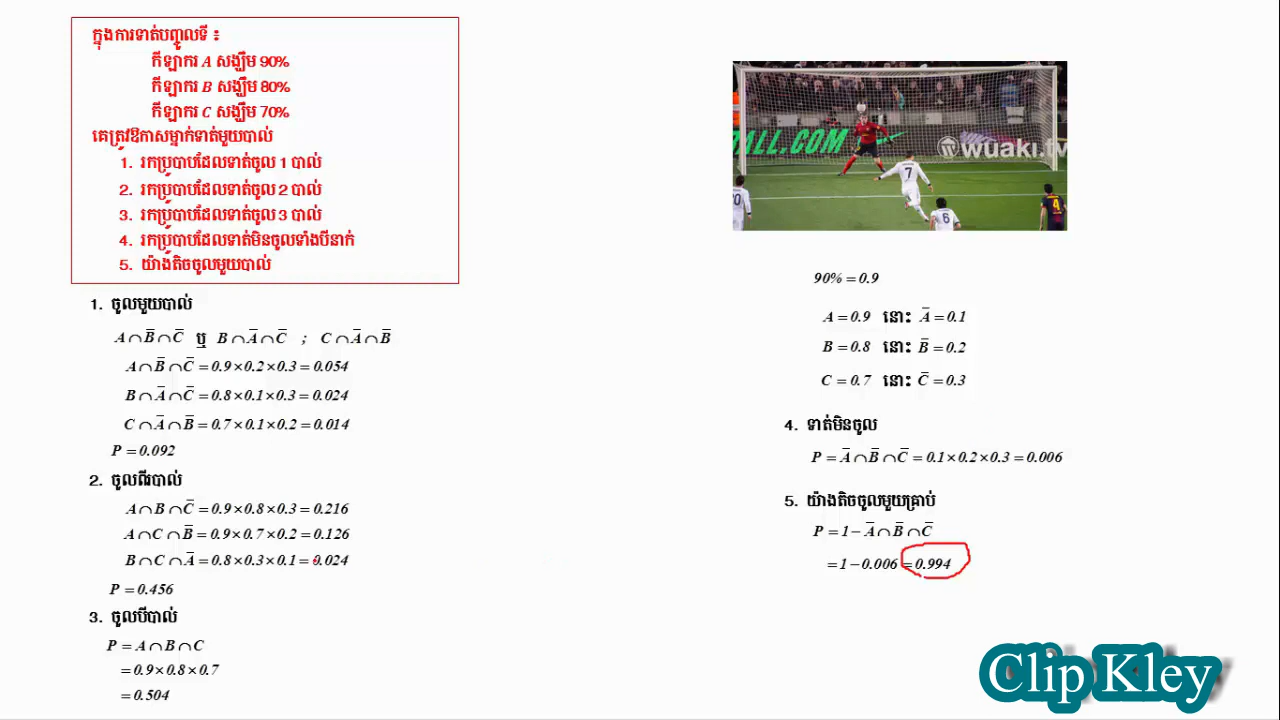 ក្នុងការទាត់បញ្ចូលទី ៖
កីឡាករ A សង្ឃឹម 90%
កីឡាករ B សង្ឃឹម 80%
កីឡាករ C សង្ឃឹម 70%
គេត្រូវឱកាសម្នាក់ទាត់មួយបាល់
1. រកប្រូបាបដែលទាត់ចូល 1 បាល់
2. រកប្រូបាបដែលទាត់ចូល 2 បាល់
3. រកប្រូបាបដែលទាត់ចូល 3 បាល់
4. រកប្រូបាបដែលទាត់មិនចូលទាំងបីនាក់
5. យ៉ាងតិចចូលមួយបាល់
1. ចូលមួយបាល់
A∩B̅∩C̅ ឬ B∩A̅∩C̅ ; C∩A̅∩B̅
A∩B̅∩C̅ = 0.9×0.2×0.3 = 0.054
B∩A̅∩C̅ = 0.8×0.1×0.3 = 0.024
C∩A̅∩B̅ = 0.7×0.1×0.2 = 0.014
P = 0.092
2. ចូលពីរបាល់
A∩B∩C̅ = 0.9×0.8×0.3 = 0.216
A∩C∩B̅ = 0.9×0.7×0.2 = 0.126
B∩C∩A̅ = 0.8×0.3×0.1 = 0.024
P = 0.456
3. ចូលបីបាល់
P = A∩B∩C
= 0.9×0.8×0.7
= 0.504
ALL.COM
wuaki.tv
7
10
6
4
90% = 0.9
A = 0.9 នោះ A̅ = 0.1
B = 0.8 នោះ B̅ = 0.2
C = 0.7 នោះ C̅ = 0.3
4. ទាត់មិនចូល
P = A̅∩B̅∩C̅ = 0.1×0.2×0.3 = 0.006
5. យ៉ាងតិចចូលមួយគ្រាប់
P = 1− A̅∩B̅∩C̅
= 1−0.006 = 0.994
Clip Kley